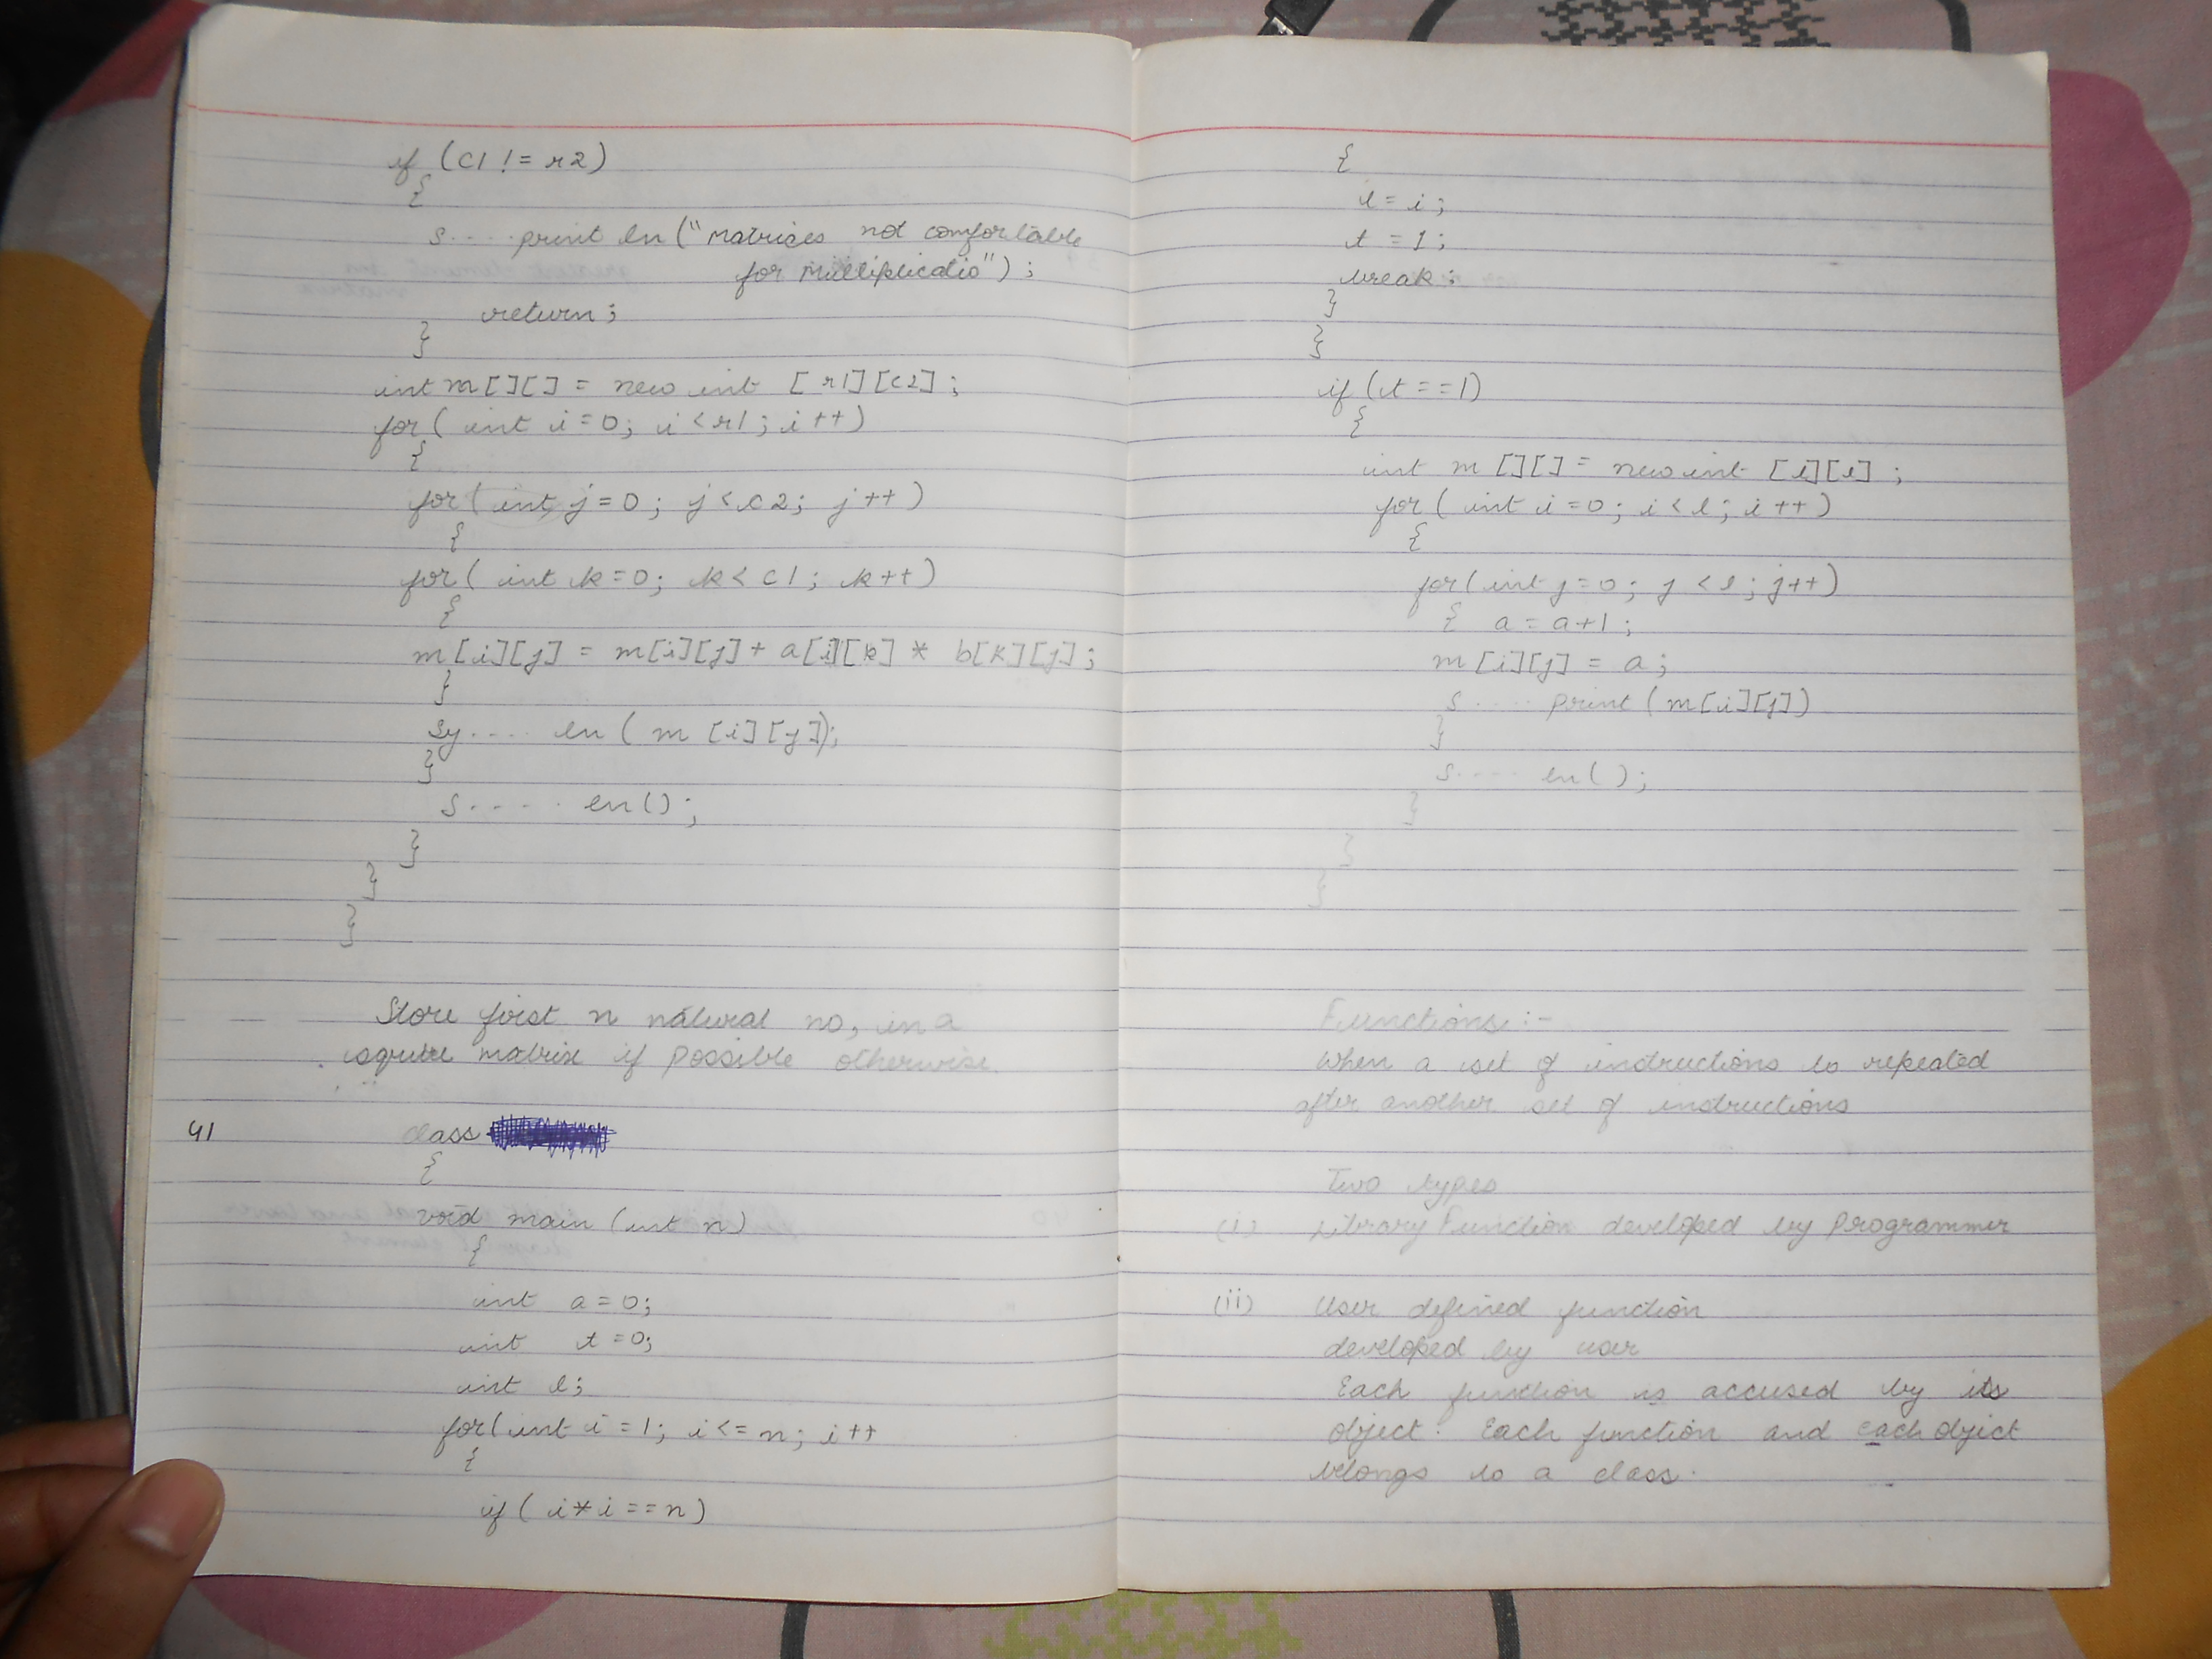 if (C1 != r2)
{
s.... print ln ("Matrices not comfortable
for Multiplicatio") ;
return ;
}
int m[][] = new int [r1][c2] ;
for( int i=0; i<r1; i++)
{
for( int j=0; j<c2; j++)
{
for( int k=0; k<c1; k++)
{
m[i][j] = m[i][j] + a[i][k] * b[k][j] ;
}
Sy.... ln ( m [i][j]);
}
s..... ln() ;
}
}
}
Store first n natural no, in a
squre matrix if possible otherwise
41 class
{
void main (int n)
{
int a=0;
int t=0;
int l;
for(int i=1; i<=n; i++
{
if ( i*i==n)
{
l=i;
t=1;
break;
}
}
if (t==1)
{
int m [][] = new int [l][l] ;
for( int i=0; i<l; i++)
{
for(int j=0; j<l; j++)
{ a=a+1;
m[i][j] = a;
s..... print (m[i][j])
}
s..... ln( ) ;
}
}
}
Functions :-
When a set of instructions is repeated
after another set of instructions
Two types
(i) Library Function developed by programmer
(ii) User defined function
developed by user
Each function is accused by its
object. Each function and each object
belongs to a class.